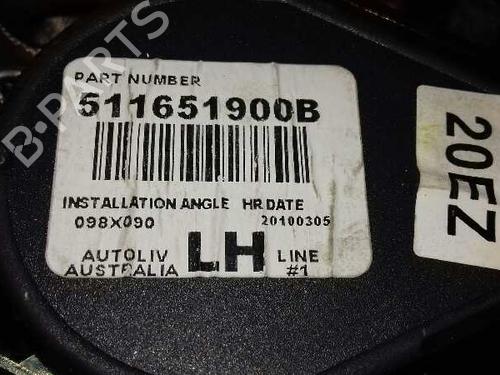 PART NUMBER
511651900B
INSTALLATION ANGLE HR.DATE
098X090 20100305
AUTOLIV LH LINE
AUSTRALIA #1
20EZ
B-PARTS